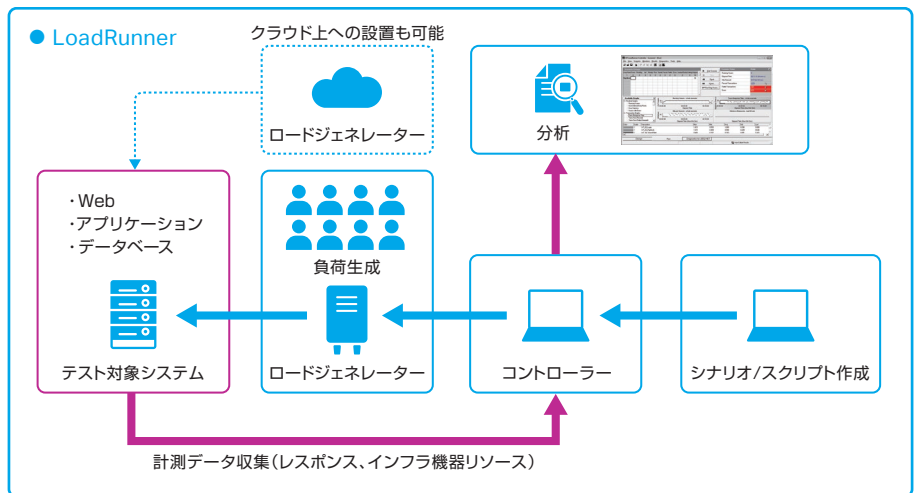 ● LoadRunner
クラウド上への設置も可能
ロードジェネレーター
分析
・Web
・アプリケーション
・データベース
負荷生成
テスト対象システム
ロードジェネレーター
コントローラー
シナリオ/スクリプト作成
計測データ収集(レスポンス、インフラ機器リソース)